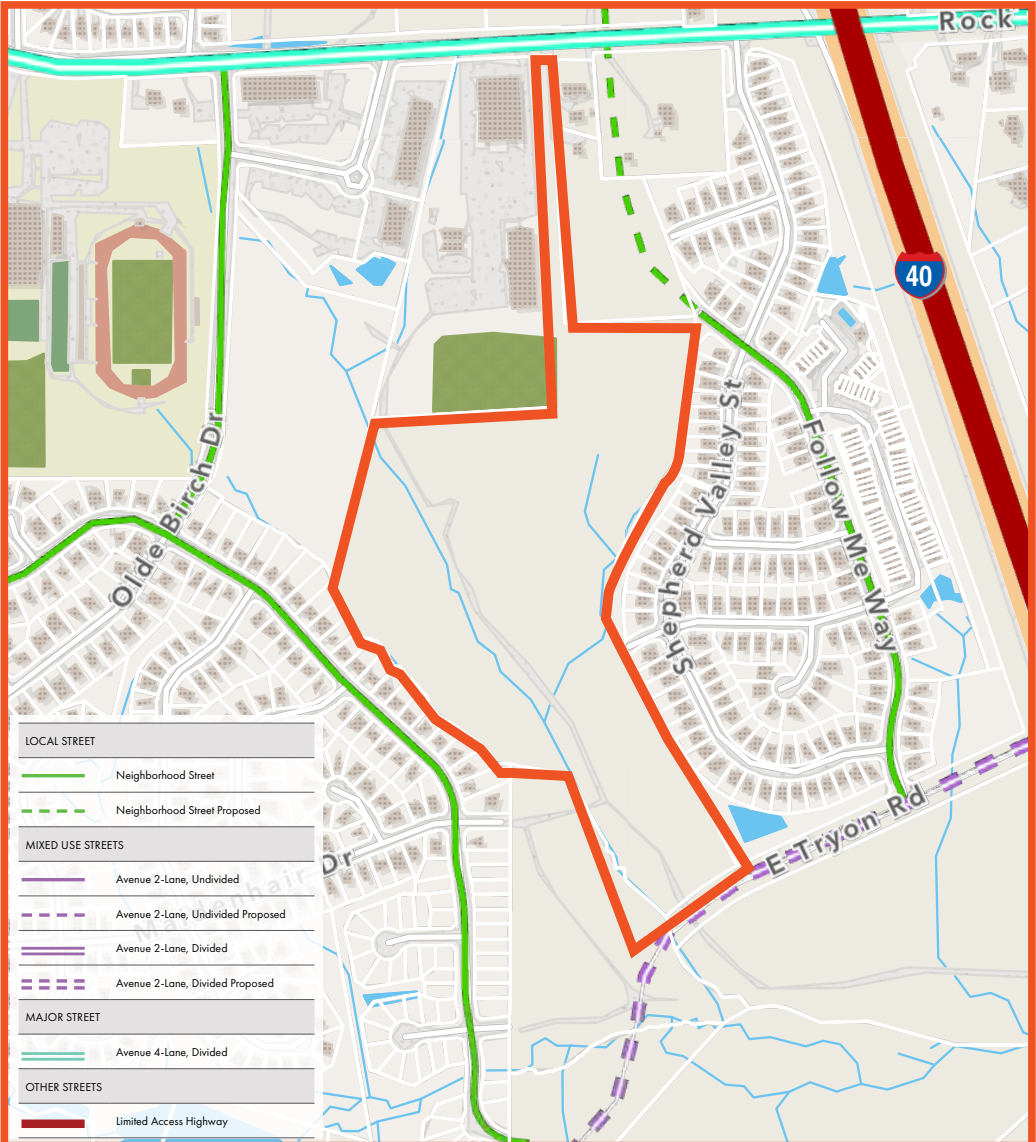 Rock
40
Olde Birch Dr
Shepherd Valley St
Follow Me Way
E Tryon Rd
Maidenhair Dr
LOCAL STREET
Neighborhood Street
Neighborhood Street Proposed
MIXED USE STREETS
Avenue 2-Lane, Undivided
Avenue 2-Lane, Undivided Proposed
Avenue 2-Lane, Divided
Avenue 2-Lane, Divided Proposed
MAJOR STREET
Avenue 4-Lane, Divided
OTHER STREETS
Limited Access Highway